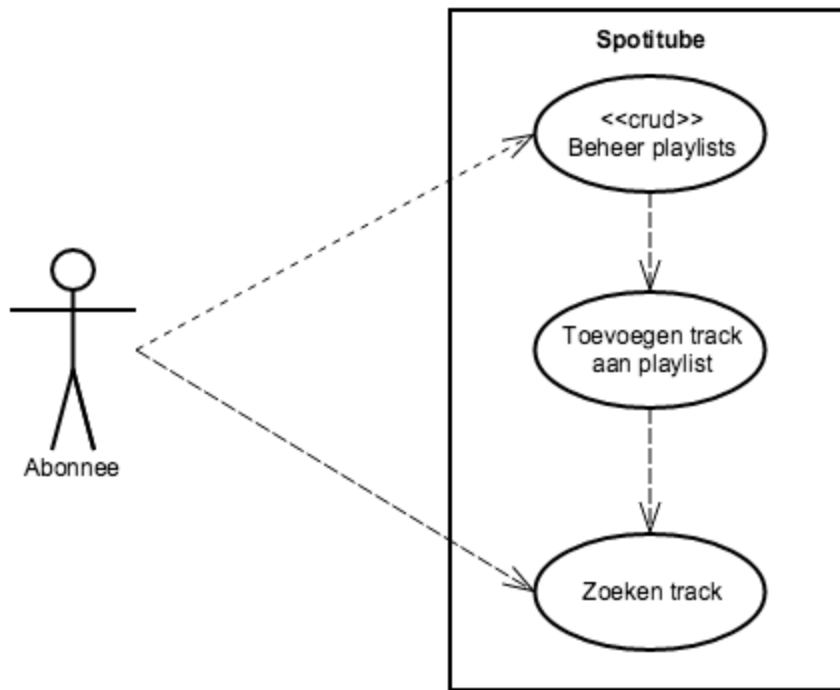 Spotitube
<<crud>>
Beheer playlists
Toevoegen track
aan playlist
Abonnee
Zoeken track